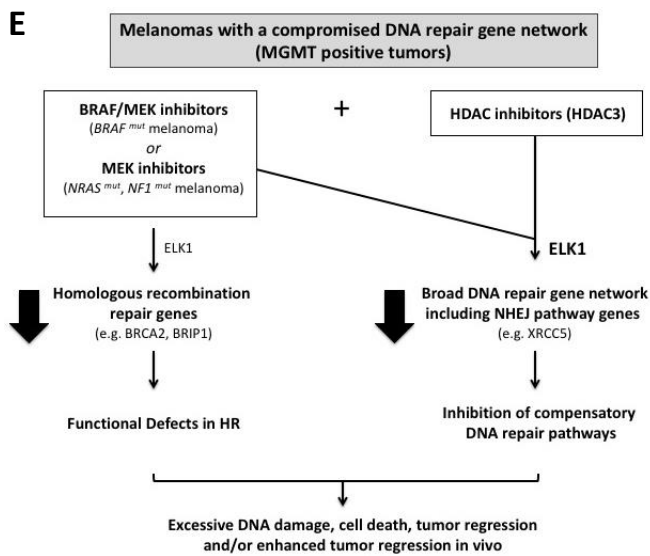 E
Melanomas with a compromised DNA repair gene network
(MGMT positive tumors)
BRAF/MEK inhibitors
(BRAF mut melanoma)
or
MEK inhibitors
(NRAS mut, NF1 mut melanoma)
+
HDAC inhibitors (HDAC3)
ELK1
ELK1
Homologous recombination
repair genes
(e.g. BRCA2, BRIP1)
Broad DNA repair gene network
including NHEJ pathway genes
(e.g. XRCC5)
Functional Defects in HR
Inhibition of compensatory
DNA repair pathways
Excessive DNA damage, cell death, tumor regression
and/or enhanced tumor regression in vivo